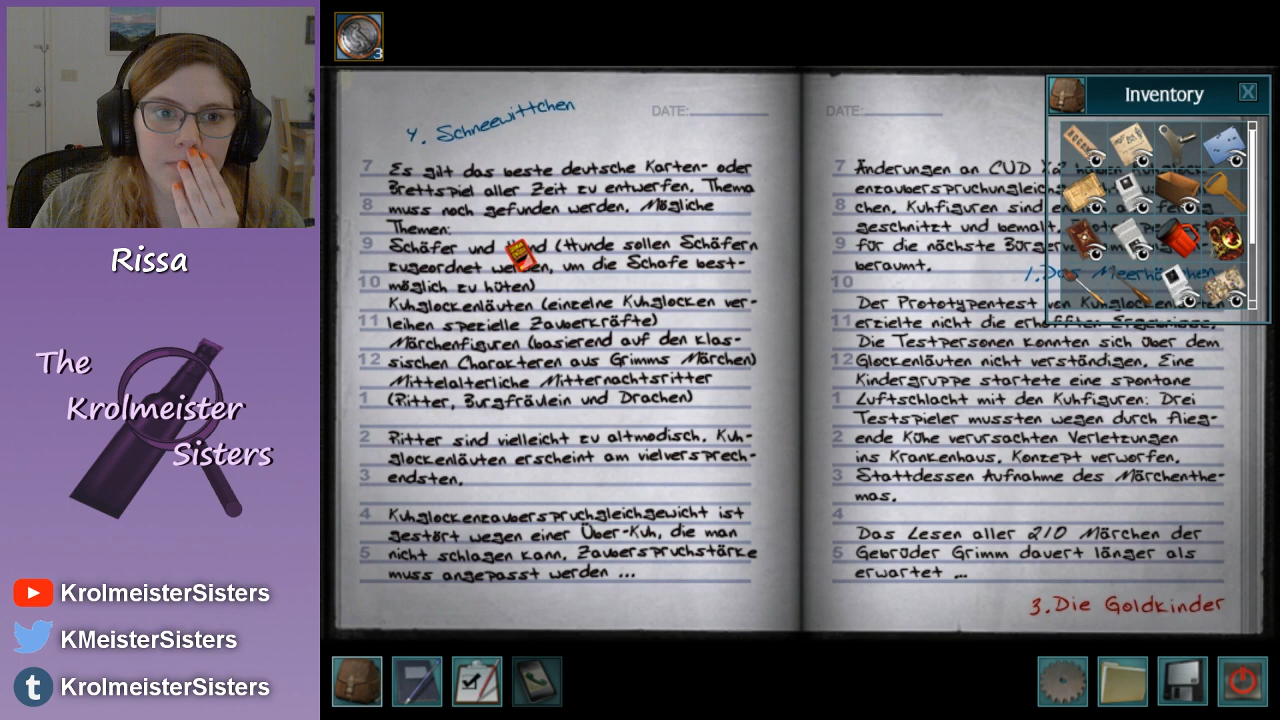 3
Rissa
The
Krolmeister
Sisters
KrolmeisterSisters
KMeisterSisters
KrolmeisterSisters
4. Schneewittchen
DATE:
7 Es gilt das beste deutsche Karten- oder
Brettspiel aller Zeit zu entwerfen. Thema
8 muss noch gefunden werden. Mögliche
Themen:
9 Schäfer und (Hunde sollen Schäfern
zugeordnet werden, um die Schafe best-
10 möglich zu hüten)
Kuhglockenläuten (einzelne Kuhglocken ver-
11 leihen spezielle Zauberkräfte)
Märchenfiguren (basierend auf den klas-
12 sischen Charakteren aus Grimms Märchen)
Mittelalterliche Mitternachtsritter
1 (Ritter, Burgfräulein und Drachen)
2 Ritter sind vielleicht zu altmodisch. Kuh-
glockenläuten erscheint am vielversprech-
3 endsten.
4 Kuhglockenzauberspruchgleichgewicht ist
gestört wegen einer Über-Kuh, die man
5 nicht schlagen kann. Zauberspruchstärke
muss angepasst werden ...
DATE:
7 Änderungen an CUD
enzauberspruchungleich
8 chen. Kuhfiguren sind
geschnitzt und bemalt.
9 für die nächste Bürger
beraumt.
1. Das Meerhäschen
10
Der Prototypentest von Kuhglockenläuten
11 erzielte nicht die erhofften Ergebnisse.
Die Testpersonen konnten sich über dem
12 Glockenläuten nicht verständigen. Eine
Kindergruppe startete eine spontane
1 Luftschlacht mit den Kuhfiguren: Drei
Testspieler mussten wegen durch flieg-
2 ende Kühe verursachten Verletzungen
ins Krankenhaus. Konzept verworfen.
3 Stattdessen Aufnahme des Märchenthe-
mas.
4
Das Lesen aller 210 Märchen der
5 Gebrüder Grimm dauert länger als
erwartet ...
3. Die Goldkinder
Inventory
X